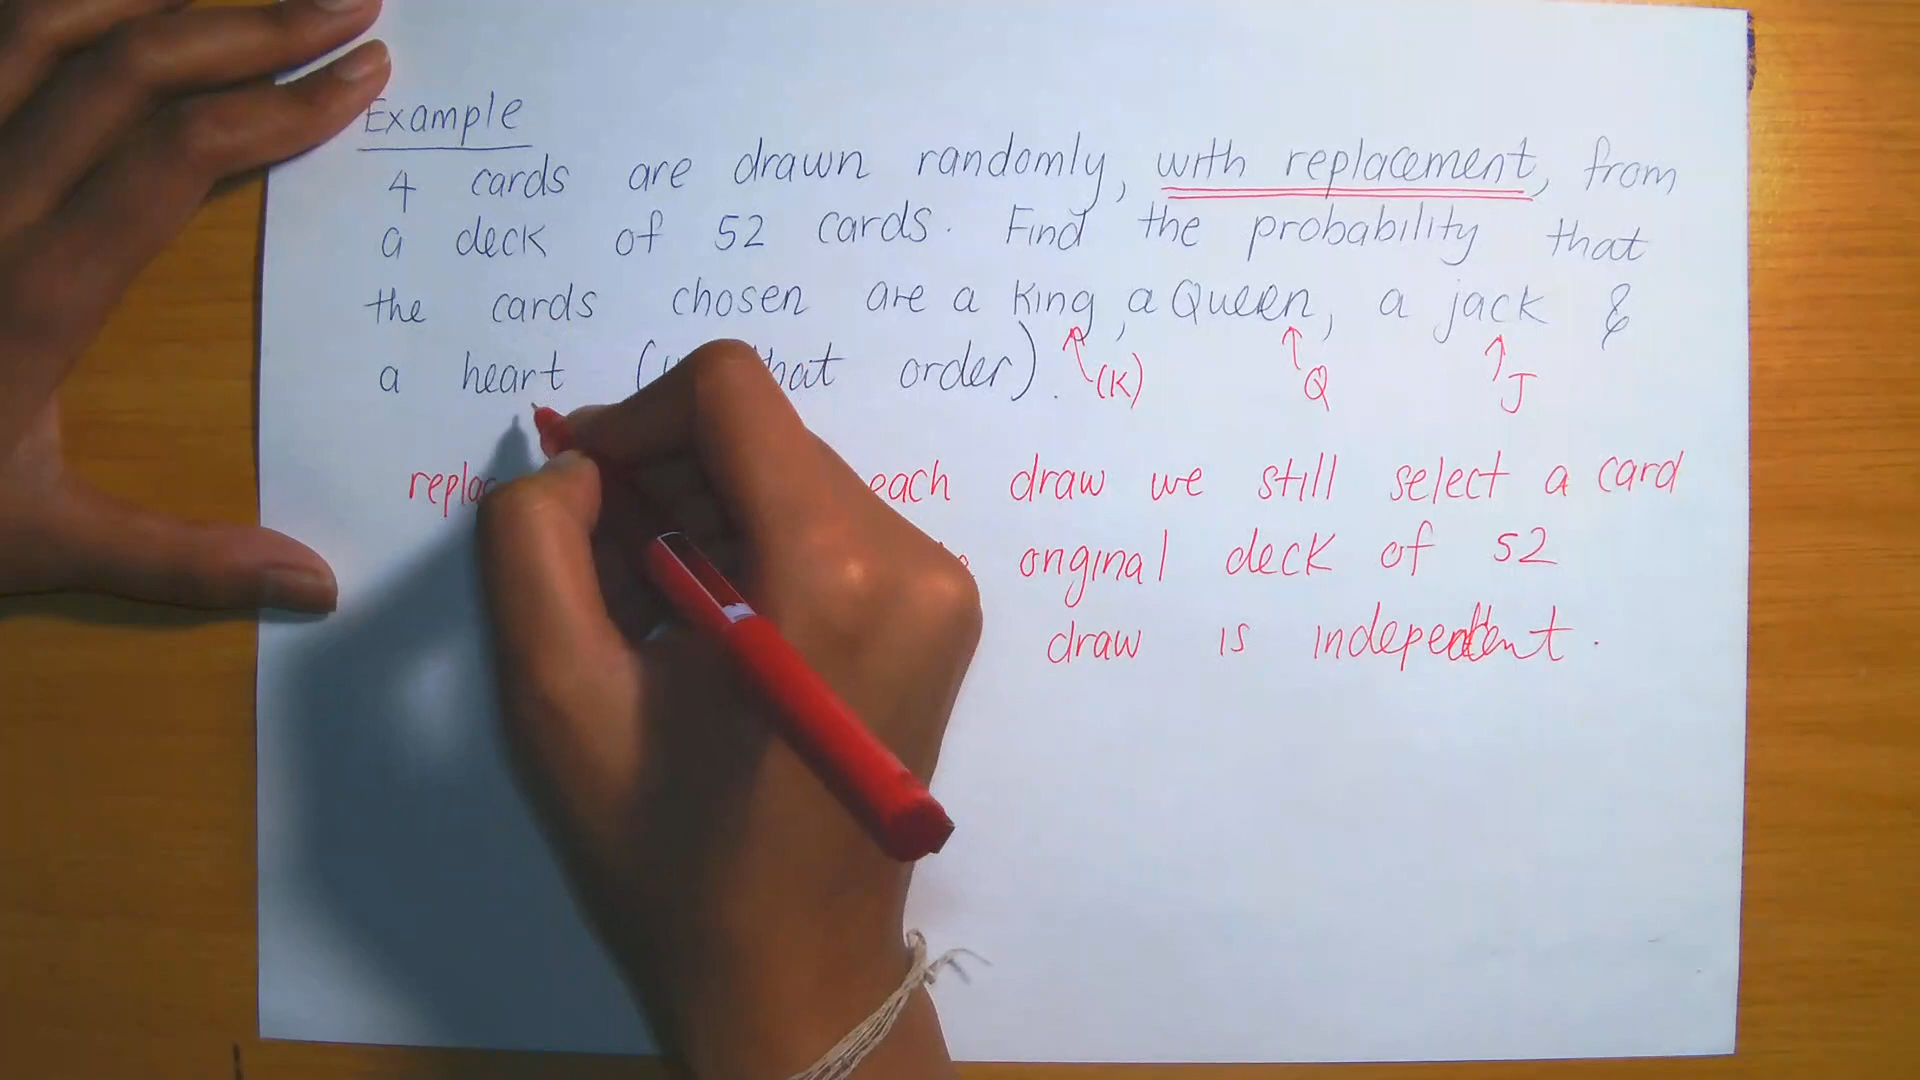 Example
4 cards are drawn randomly, with replacement, from
a deck of 52 cards. Find the probability that
the cards chosen are a King, a Queen, a jack &
a heart ( that order).
(K) Q J
each draw we still select a card
original deck of 52
draw is independent.